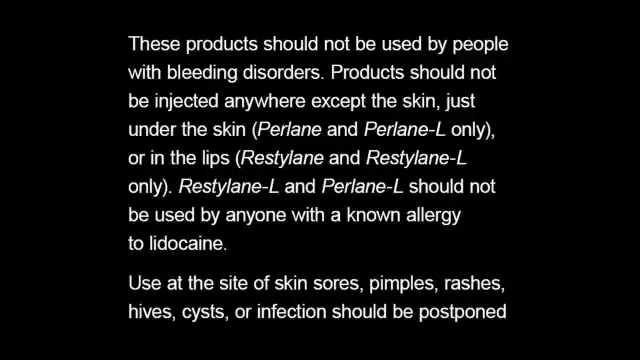 These products should not be used by people
with bleeding disorders. Products should not
be injected anywhere except the skin, just
under the skin (Perlane and Perlane-L only),
or in the lips (Restylane and Restylane-L
only). Restylane-L and Perlane-L should not
be used by anyone with a known allergy
to lidocaine.
Use at the site of skin sores, pimples, rashes,
hives, cysts, or infection should be postponed